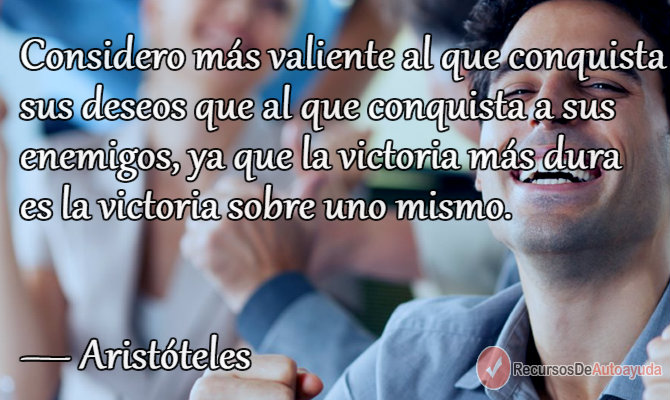 Considero más valiente al que conquista
sus deseos que al que conquista a sus
enemigos, ya que la victoria más dura
es la victoria sobre uno mismo.
— Aristóteles
RecursosDeAutoayuda